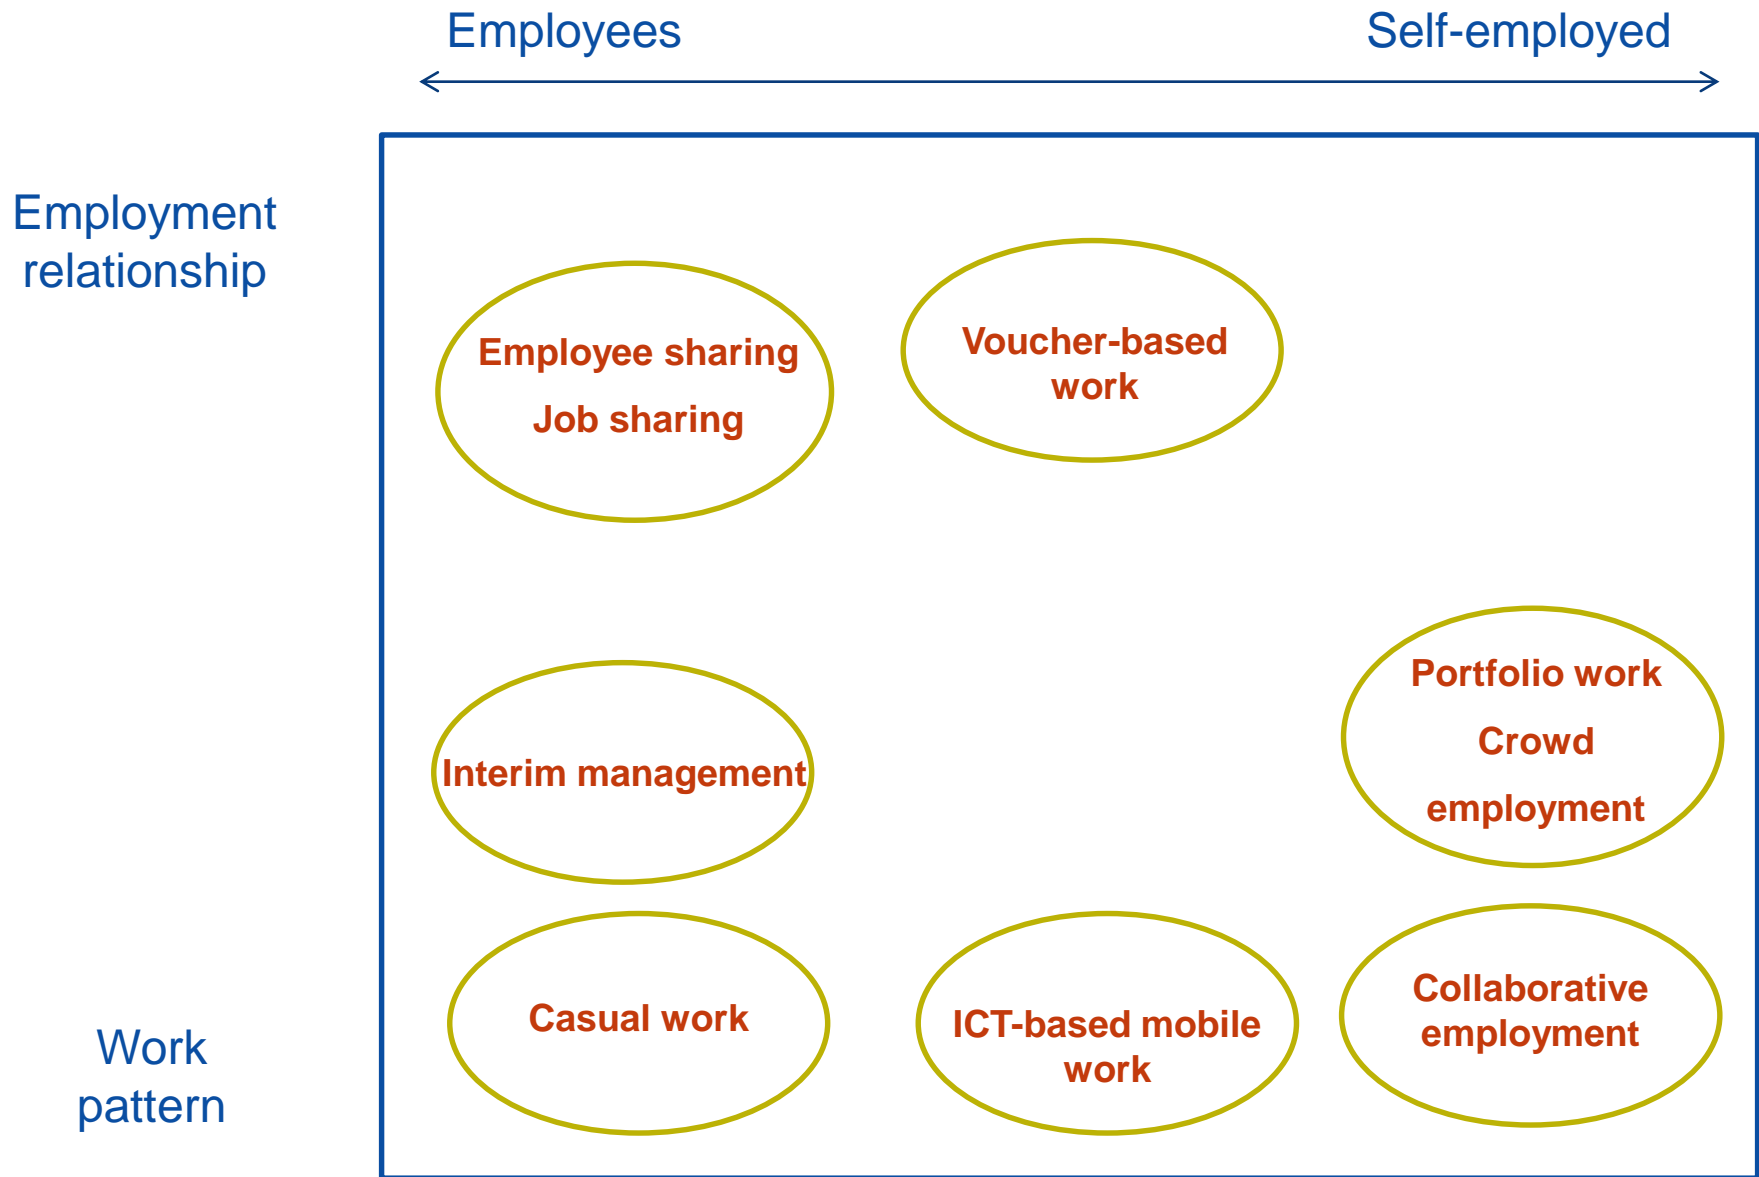 Employees
Self-employed
Employment
relationship
Employee sharing
Job sharing
Voucher-based
work
Interim management
Portfolio work
Crowd
employment
Work
pattern
Casual work
ICT-based mobile
work
Collaborative
employment